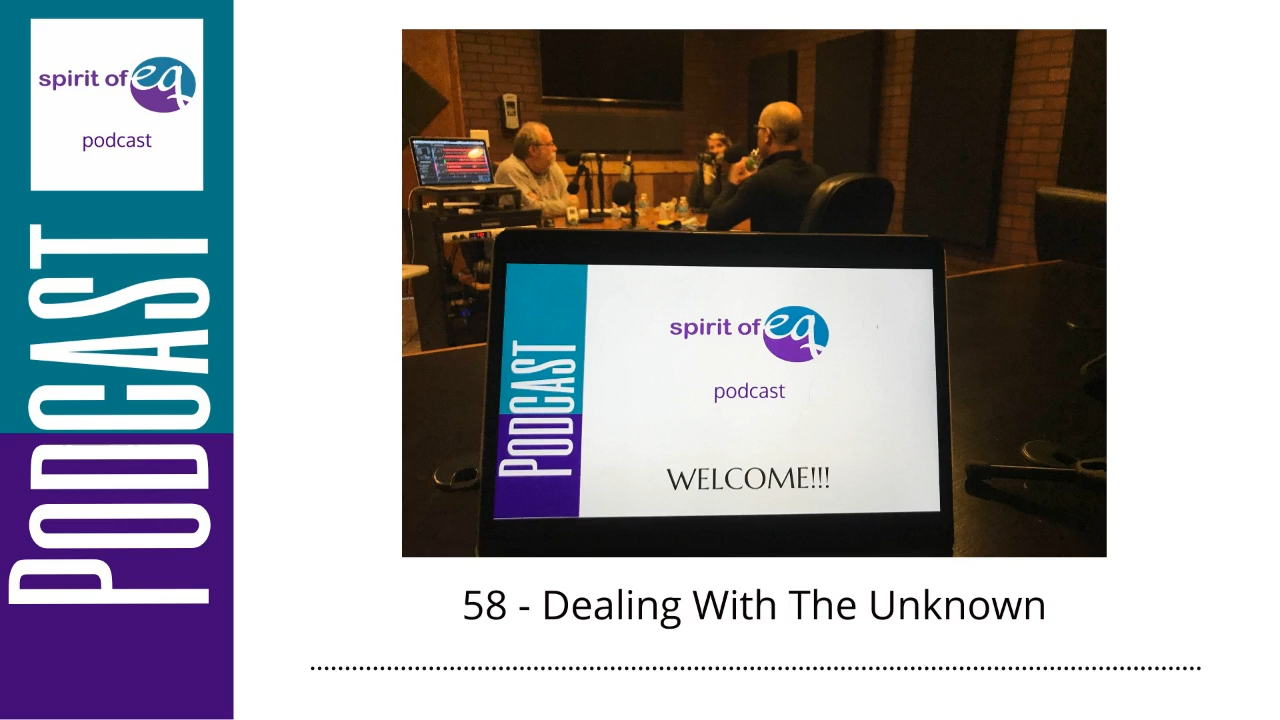 spirit of eq
podcast
PODCAST
spirit of eq
podcast
PODCAST
WELCOME!!!
58 - Dealing With The Unknown